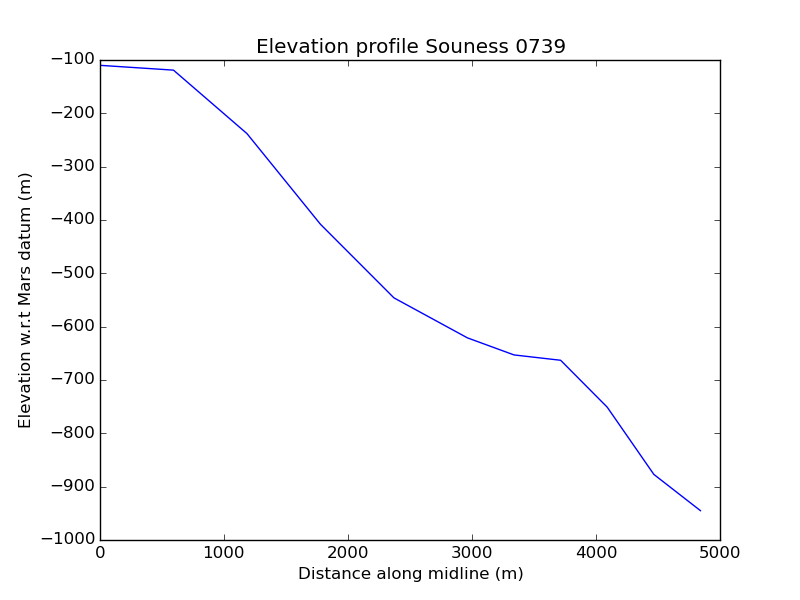 Elevation profile Souness 0739
−100
−200
−300
−400
−500
−600
−700
−800
−900
−1000
Elevation w.r.t Mars datum (m)
0 1000 2000 3000 4000 5000
Distance along midline (m)